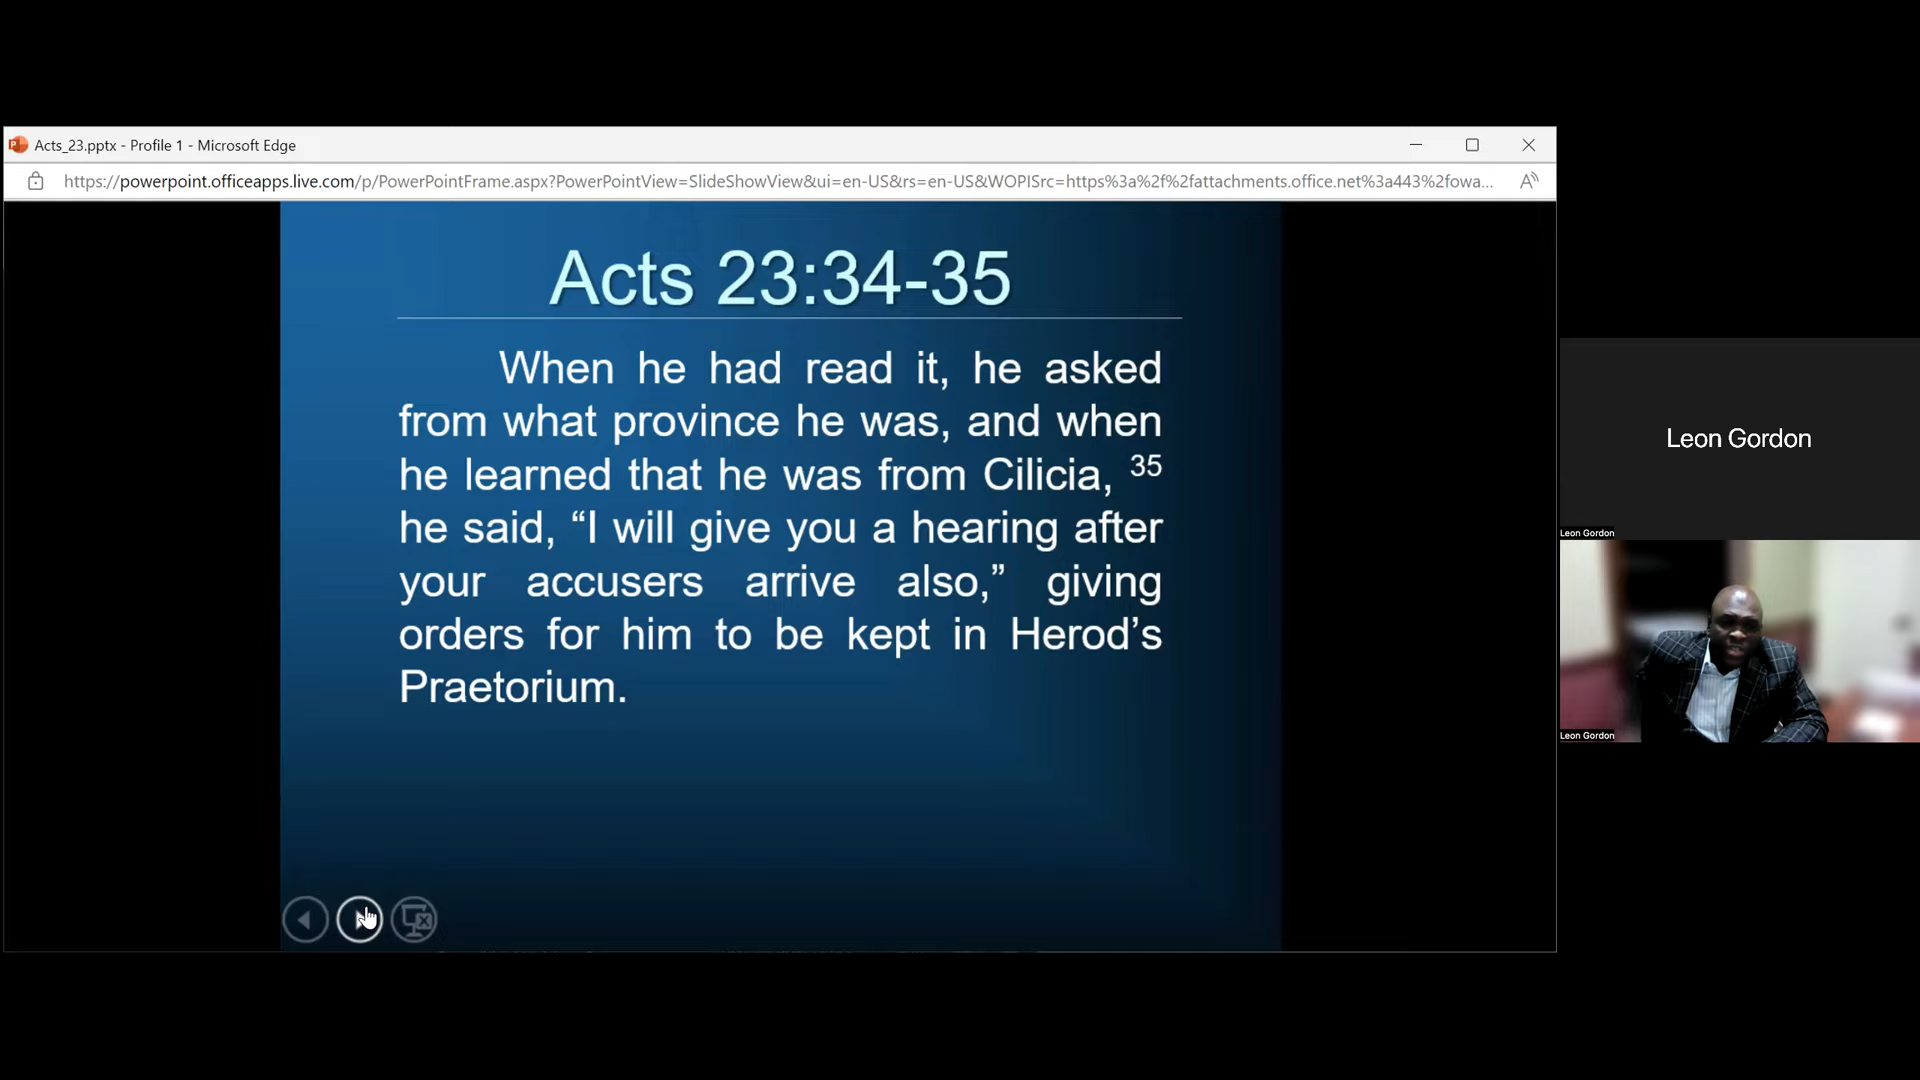 Acts_23.pptx - Profile 1 - Microsoft Edge
https://powerpoint.officeapps.live.com/p/PowerPointFrame.aspx?PowerPointView=SlideShowView&ui=en-US&rs=en-US&WOPISrc=https%3a%2f%2fattachments.office.net%3a443%2fowa...
Acts 23:34-35
When he had read it, he asked
from what province he was, and when
he learned that he was from Cilicia, 35
he said, “I will give you a hearing after
your accusers arrive also,” giving
orders for him to be kept in Herod’s
Praetorium.
Leon Gordon
Leon Gordon
Leon Gordon